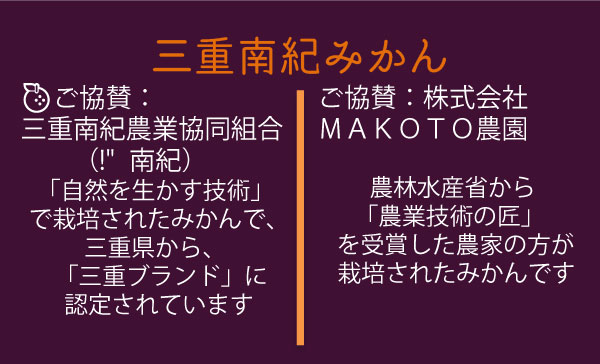 三重南紀みかん
ご協賛：
三重南紀農業協同組合
（!" 南紀）
「自然を生かす技術」
で栽培されたみかんで、
三重県から、
「三重ブランド」に
認定されています
ご協賛：株式会社
ＭＡＫＯＴＯ農園
農林水産省から
「農業技術の匠」
を受賞した農家の方が
栽培されたみかんです